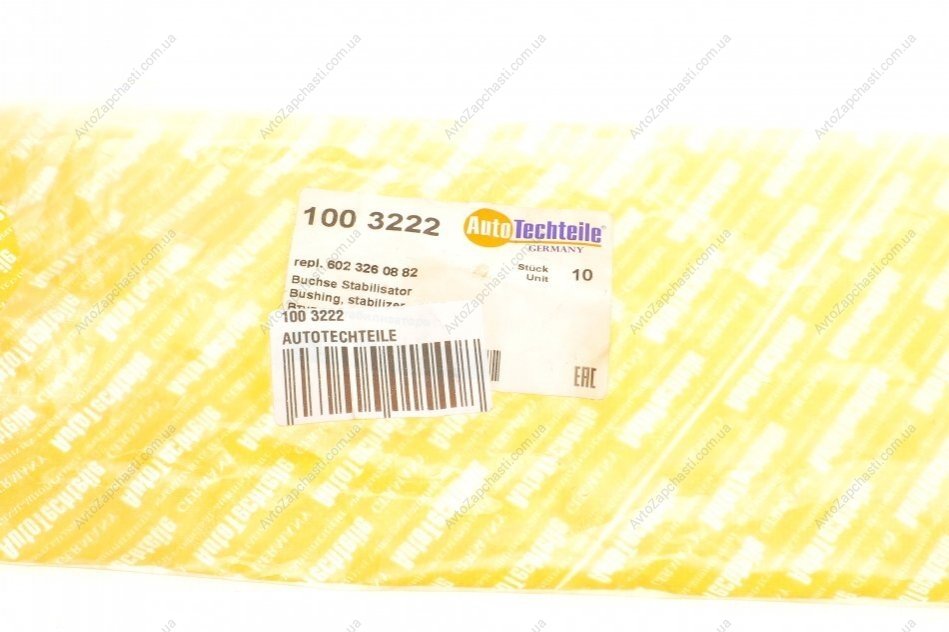 100 3222
AutoTechteile
GERMANY
repl. 602 326 08 82
Stück 10
Unit
Buchse Stabilisator
Bushing, stabilizer
100 3222
AUTOTECHTEILE
EAC
AvtoZapchasti.com.ua